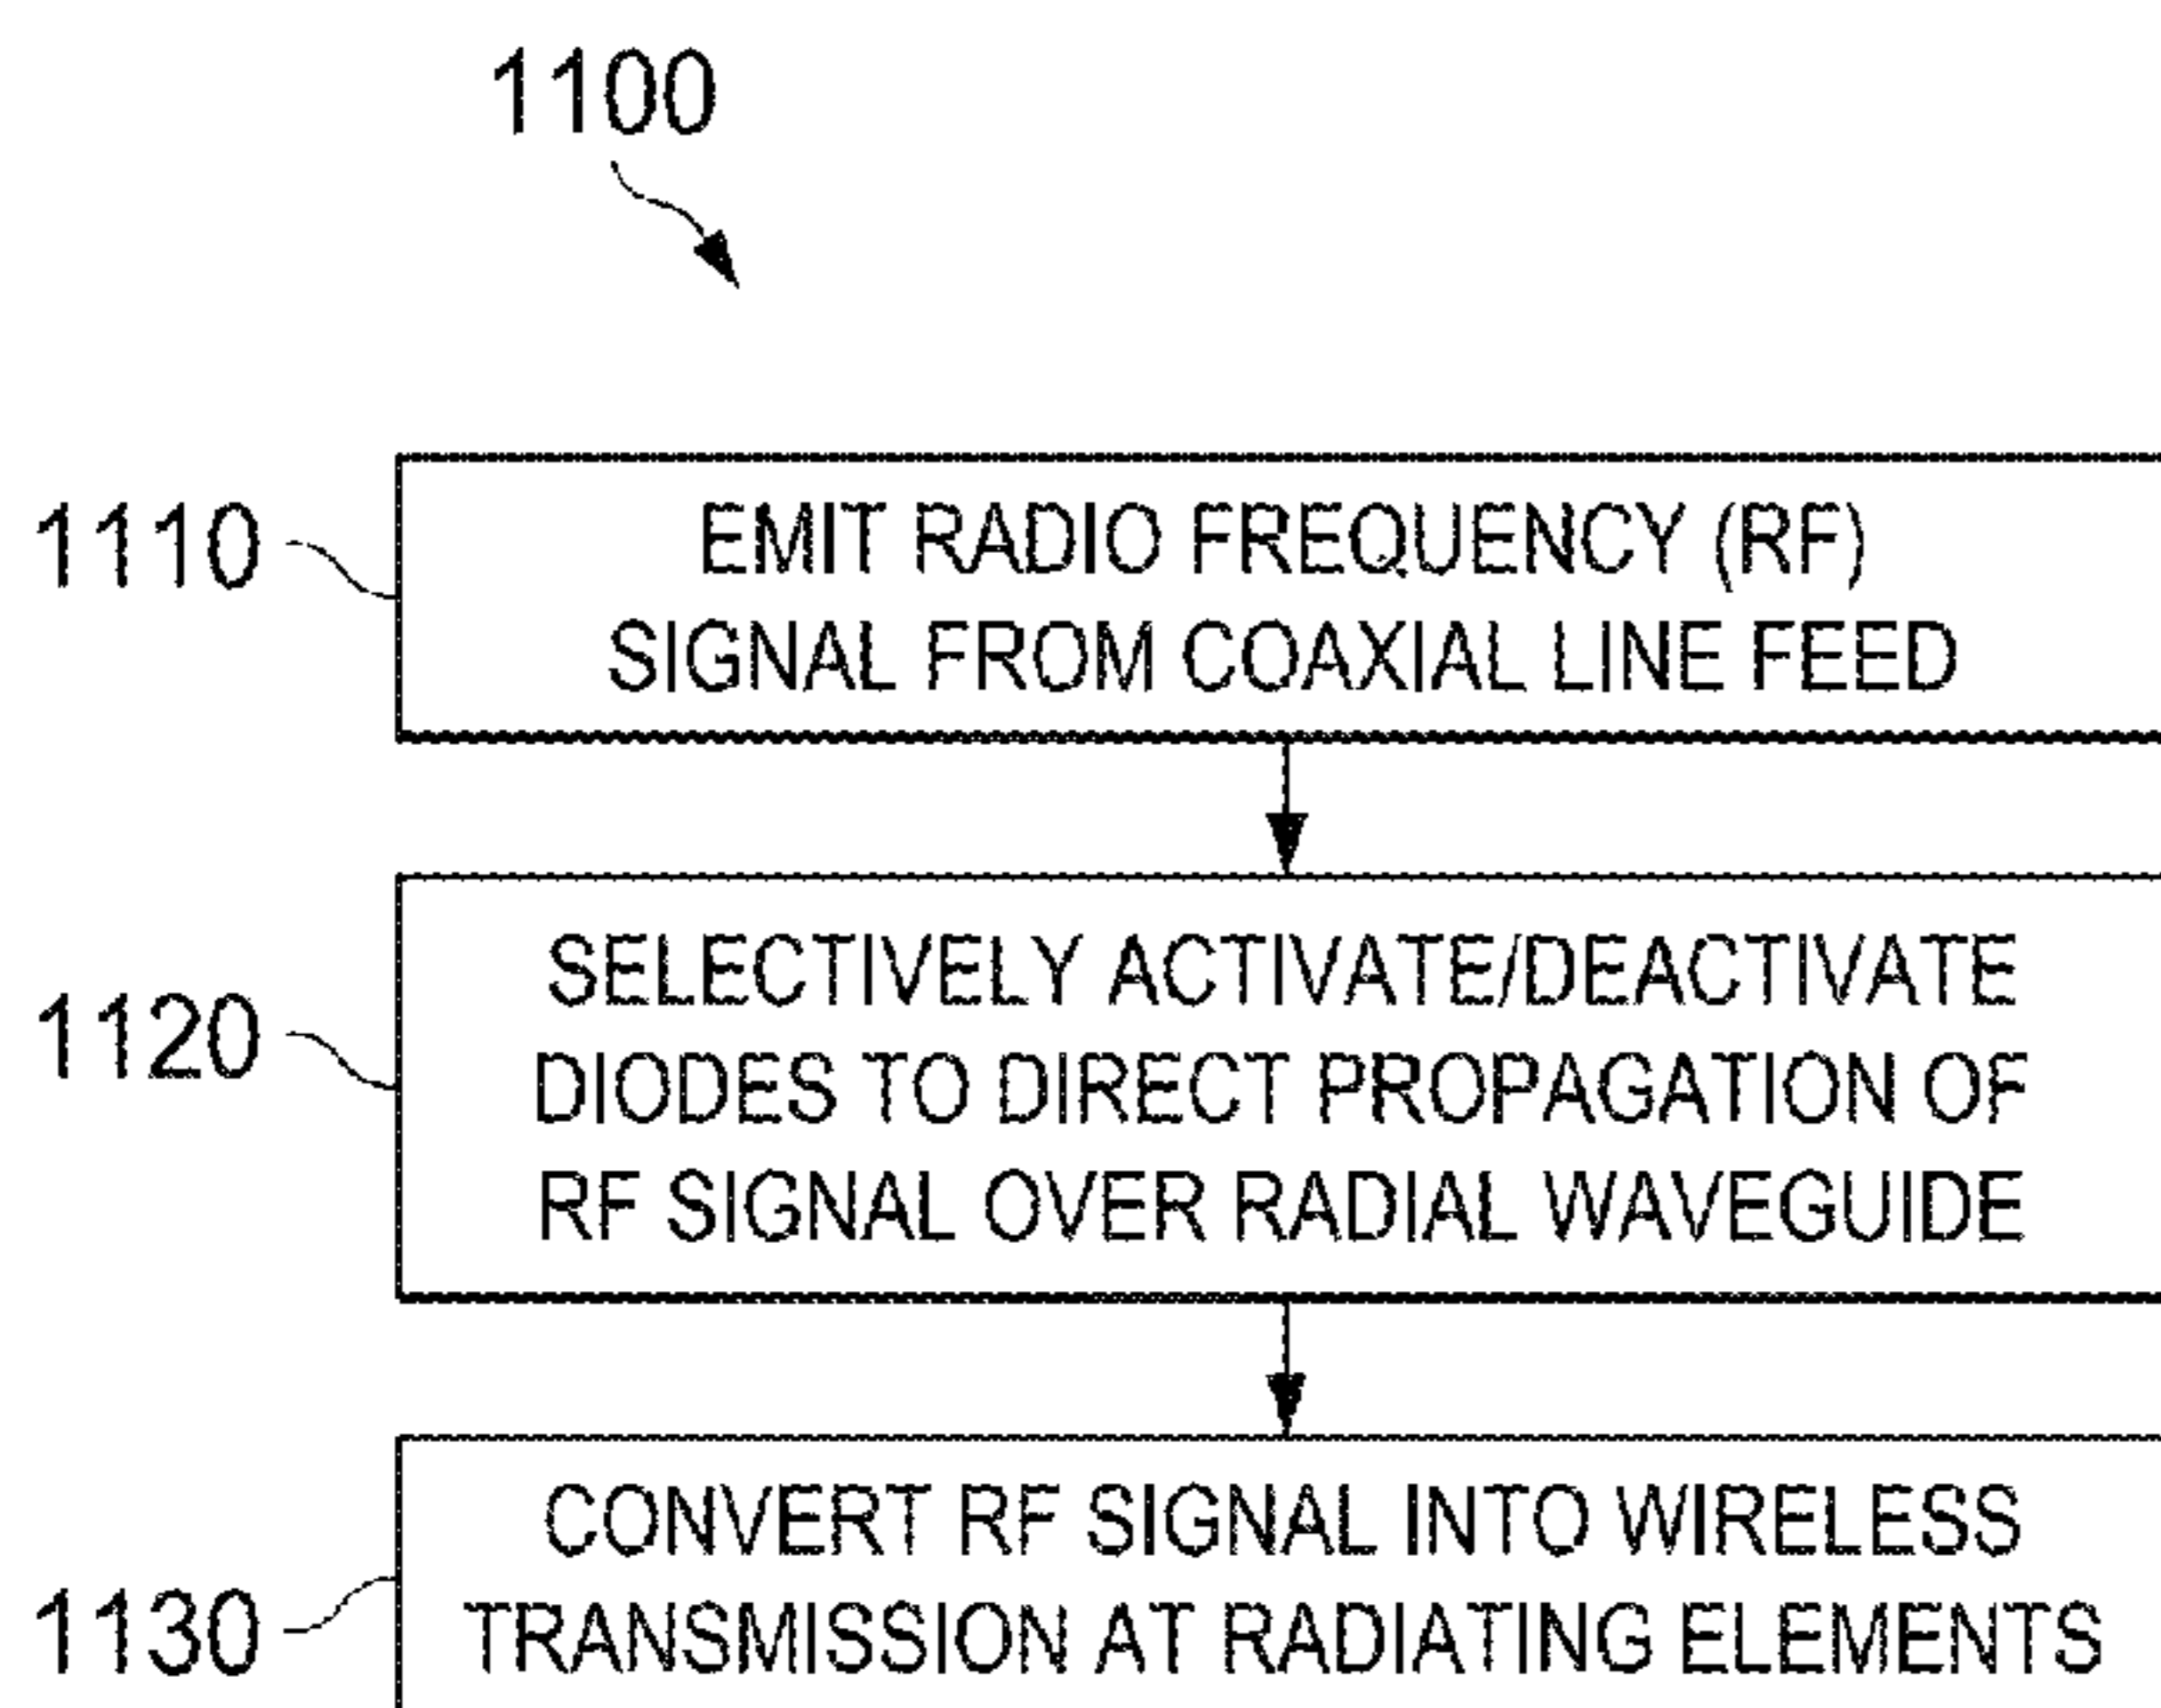 1100
1110
EMIT RADIO FREQUENCY (RF)
SIGNAL FROM COAXIAL LINE FEED
1120
SELECTIVELY ACTIVATE/DEACTIVATE
DIODES TO DIRECT PROPAGATION OF
RF SIGNAL OVER RADIAL WAVEGUIDE
1130
CONVERT RF SIGNAL INTO WIRELESS
TRANSMISSION AT RADIATING ELEMENTS